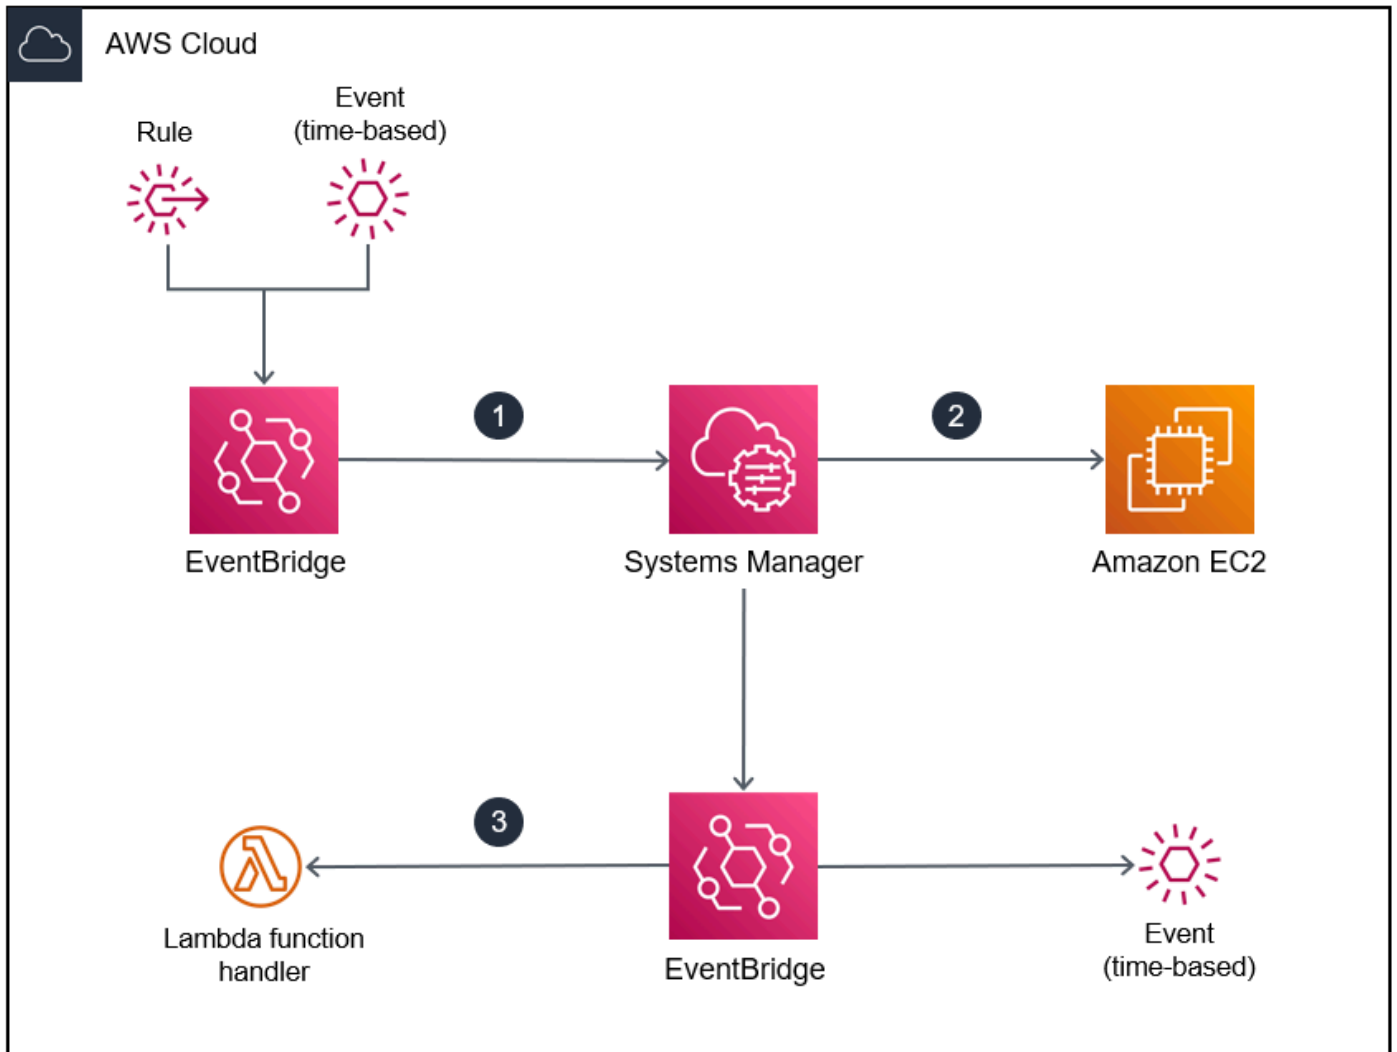 AWS Cloud
Rule
Event
(time-based)
1
2
EventBridge
Systems Manager
Amazon EC2
3
Lambda function
handler
EventBridge
Event
(time-based)